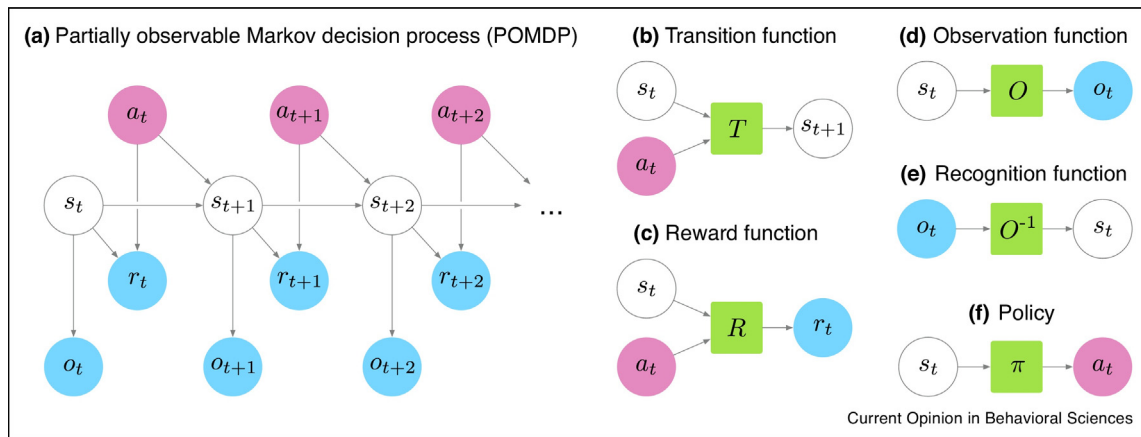 (a) Partially observable Markov decision process (POMDP)
a_t a_{t+1} a_{t+2}
s_t s_{t+1} s_{t+2} ...
r_t r_{t+1} r_{t+2}
o_t o_{t+1} o_{t+2}
(b) Transition function
s_t
T s_{t+1}
a_t
(c) Reward function
s_t
R r_t
a_t
(d) Observation function
s_t O o_t
(e) Recognition function
o_t O^{-1} s_t
(f) Policy
s_t π a_t
Current Opinion in Behavioral Sciences